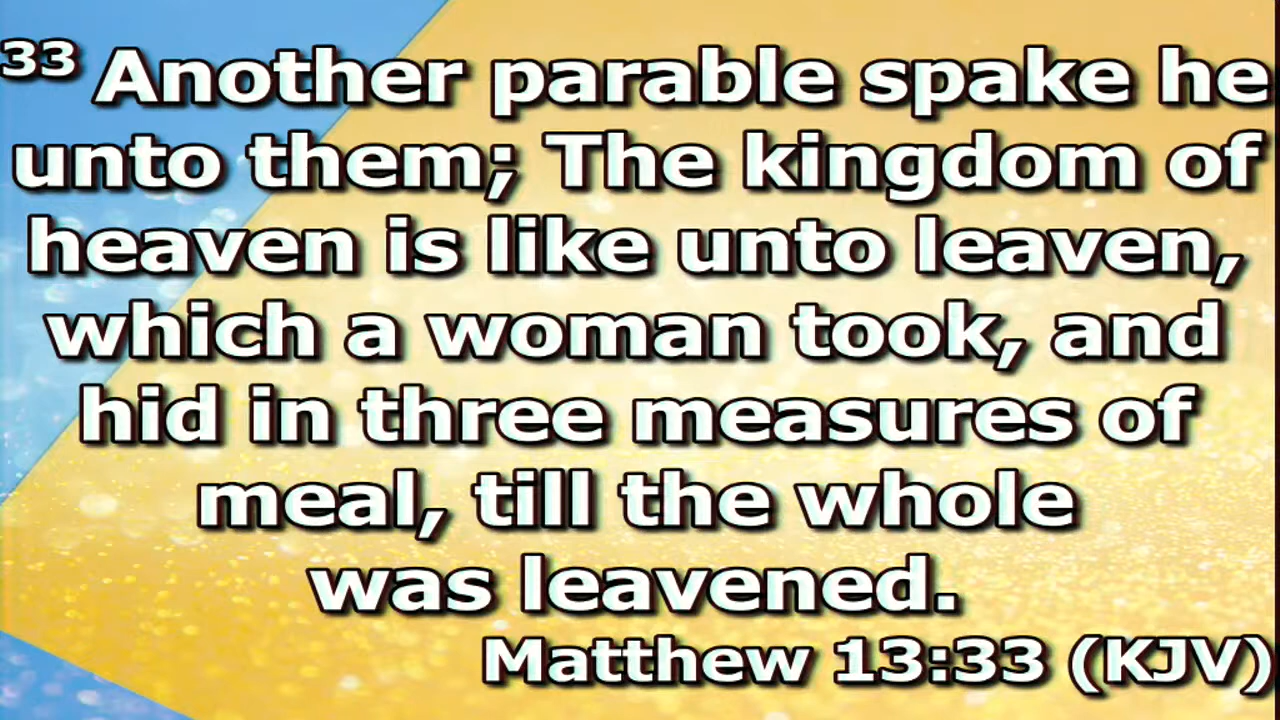 33 Another parable spake he
unto them; The kingdom of
heaven is like unto leaven,
which a woman took, and
hid in three measures of
meal, till the whole
was leavened.
Matthew 13:33 (KJV)